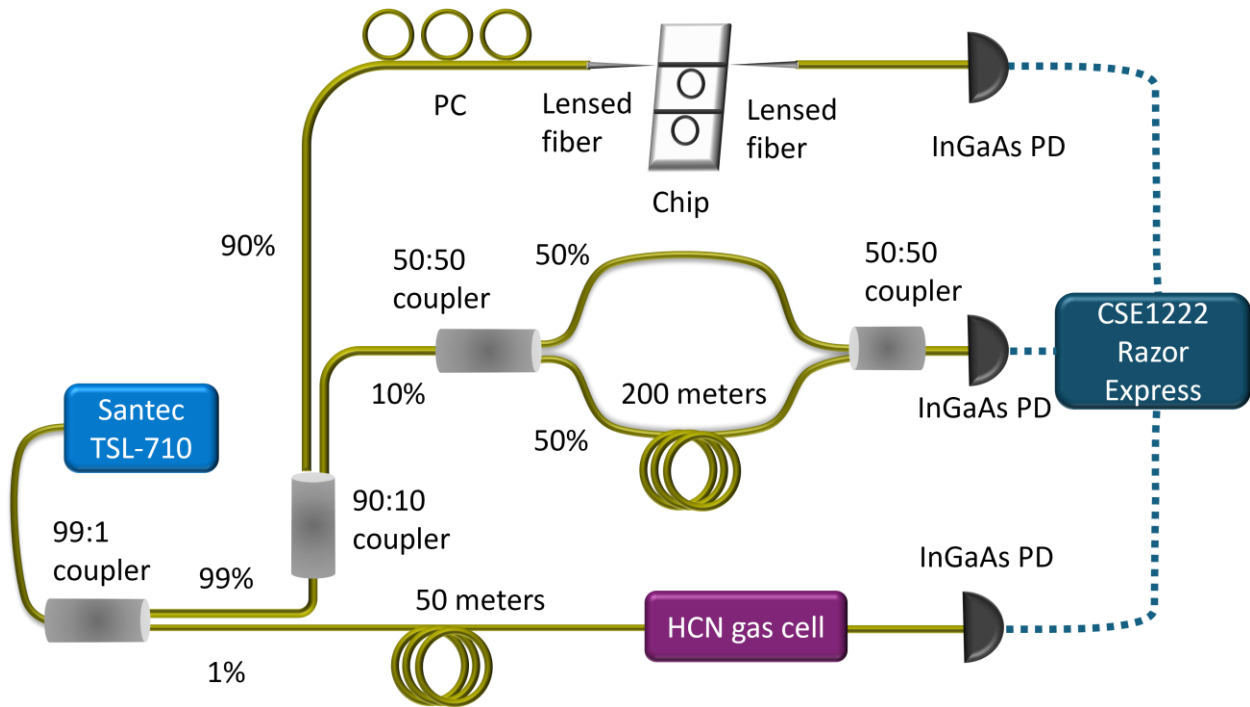 PC
Lensed
fiber
Lensed
fiber
InGaAs PD
Chip
90%
50:50
coupler
50%
50:50
coupler
CSE1222
Razor
Express
10%
200 meters
InGaAs PD
50%
Santec
TSL-710
90:10
coupler
99:1
coupler
99%
50 meters
InGaAs PD
HCN gas cell
1%